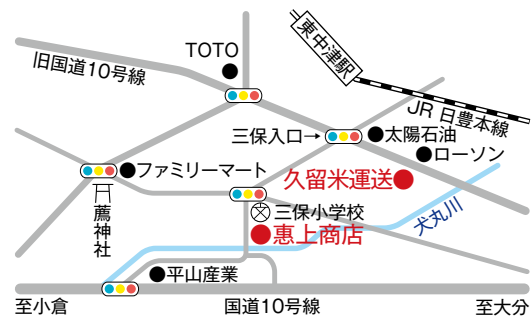 TOTO
東中津駅
旧国道10号線
JR 日豊本線
三保入口→
太陽石油
ローソン
ファミリーマート
久留米運送
薦神社
三保小学校
犬丸川
惠上商店
平山産業
至小倉
国道10号線
至大分